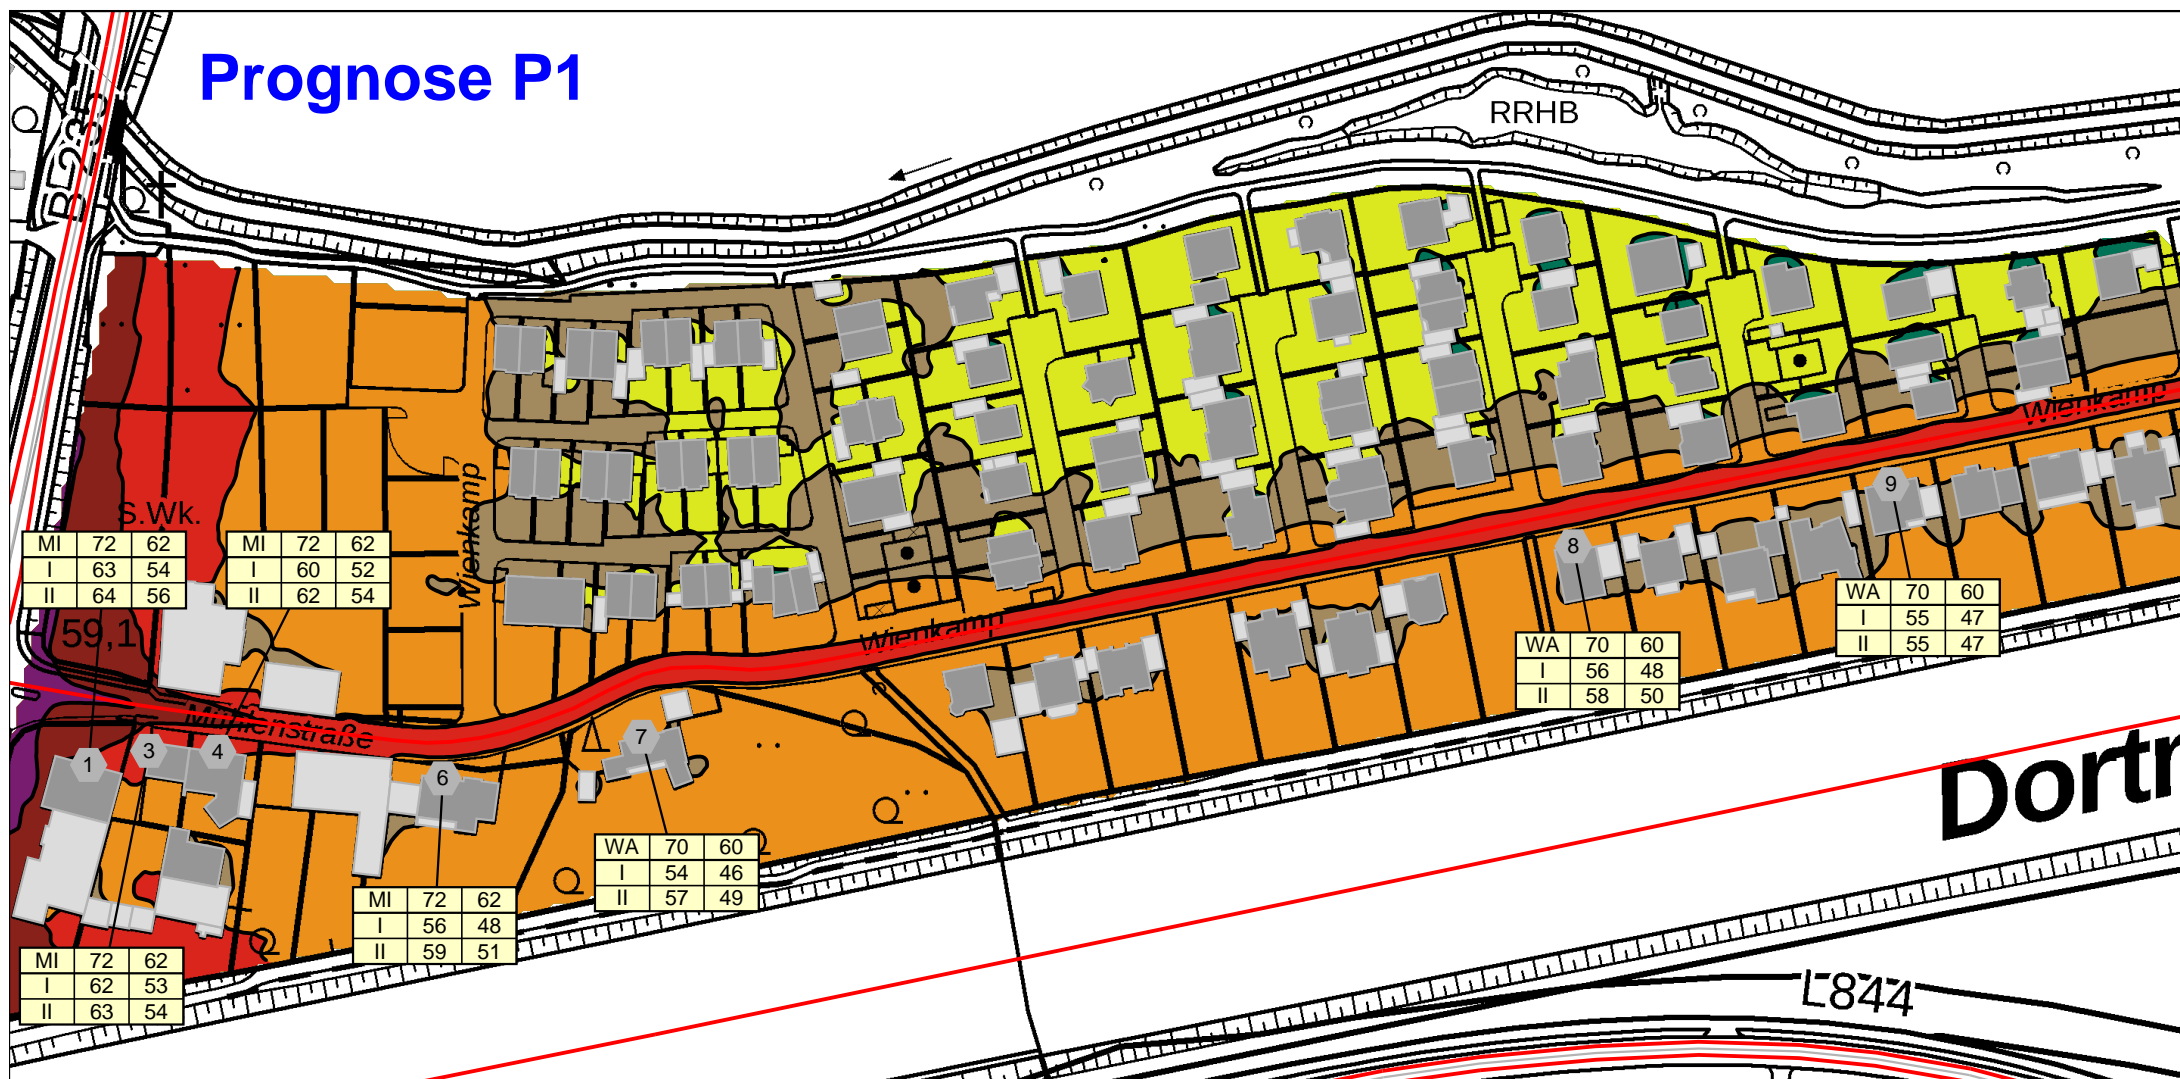 Prognose P1
B 235
RRHB
S.Wk.
MI 72 62
I 63 54
II 64 56
MI 72 62
I 60 52
II 62 54
Wienkamp
Wienkamp
Wienkamp
59,1
Mühlenstraße
1
3
4
6
7
8
9
WA 70 60
I 55 47
II 55 47
WA 70 60
I 56 48
II 58 50
WA 70 60
I 54 46
II 57 49
MI 72 62
I 56 48
II 59 51
MI 72 62
I 62 53
II 63 54
Dortm
L844